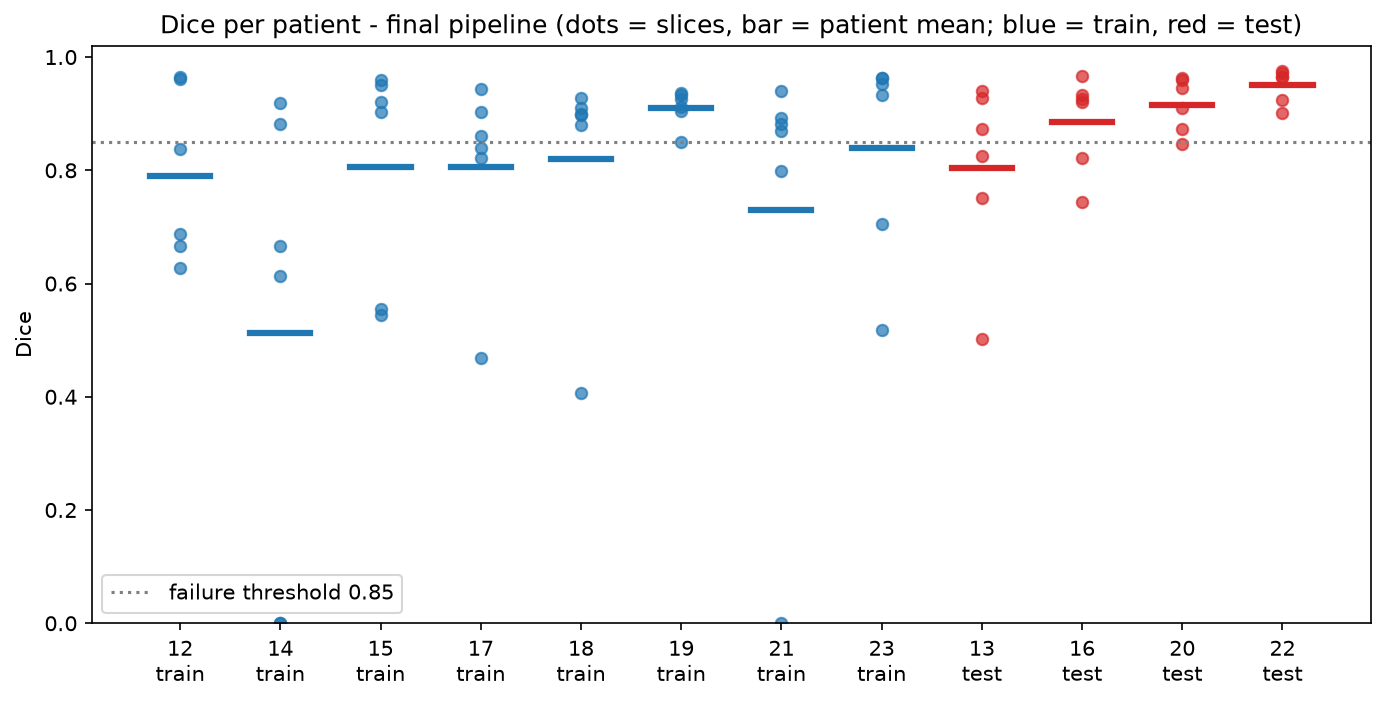 Dice per patient - final pipeline (dots = slices, bar = patient mean; blue = train, red = test)
1.0
0.8
0.6
0.4
0.2
0.0
Dice
failure threshold 0.85
12 14 15 17 18 19 21 23 13 16 20 22
train train train train train train train train test test test test